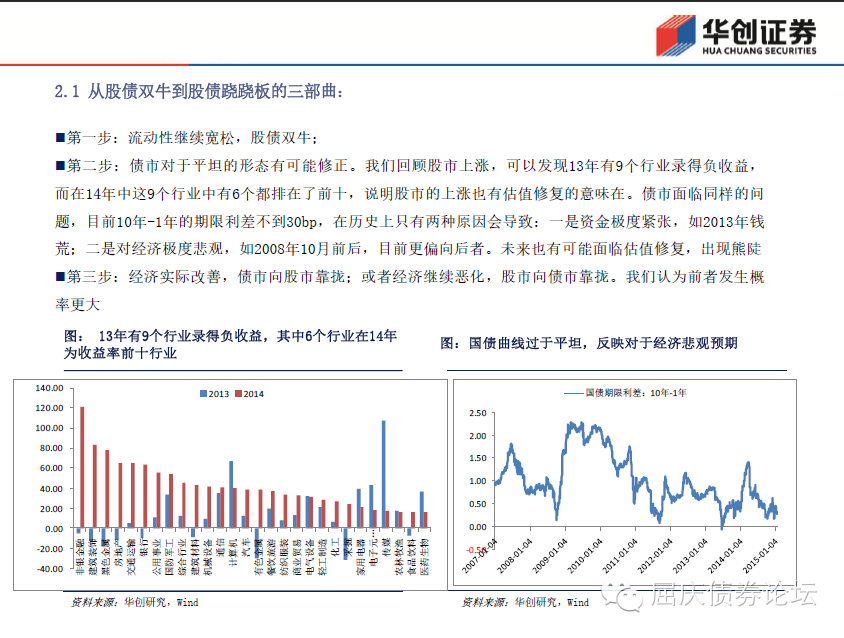 华创证券
HUA CHUANG SECURITIES
2.1 从股债双牛到股债跷跷板的三部曲：
■第一步：流动性继续宽松，股债双牛；
■第二步：债市对于平坦的形态有可能修正。我们回顾股市上涨，可以发现13年有9个行业录得负收益，
而在14年中这9个行业中有6个都排在了前十，说明股市的上涨也有估值修复的意味在。债市面临同样的问
题，目前10年-1年的期限利差不到30bp，在历史上只有两种原因会导致：一是资金极度紧张，如2013年钱
荒；二是对经济极度悲观，如2008年10月前后，目前更偏向后者。未来也有可能面临估值修复，出现熊陡
■第三步：经济实际改善，债市向股市靠拢；或者经济继续恶化，股市向债市靠拢。我们认为前者发生概
率更大
图： 13年有9个行业录得负收益，其中6个行业在14年
为收益率前十行业
2013 2014
140.00
120.00
100.00
80.00
60.00
40.00
20.00
0.00
-20.00
-40.00
非银金融
建筑装饰
黑色金属
房地产
交通运输
银行
公用事业
国防军工
综合行业
建筑材料
机械设备
通信
计算机
汽车
有色金属
餐饮旅游
纺织服装
商业贸易
电气设备
轻工制造
化工
家用电器
电子元…
传媒
农林牧渔
食品饮料
医药生物
资料来源：华创研究，Wind
图：国债曲线过于平坦，反映对于经济悲观预期
国债期限利差：10年-1年
2.50
2.00
1.50
1.00
0.50
0.00
-0.50
2007-01-04
2008-01-04
2009-01-04
2010-01-04
2011-01-04
2012-01-04
2013-01-04
2014-01-04
2015-01-04
资料来源：华创研究，Wind
屈庆债券论坛